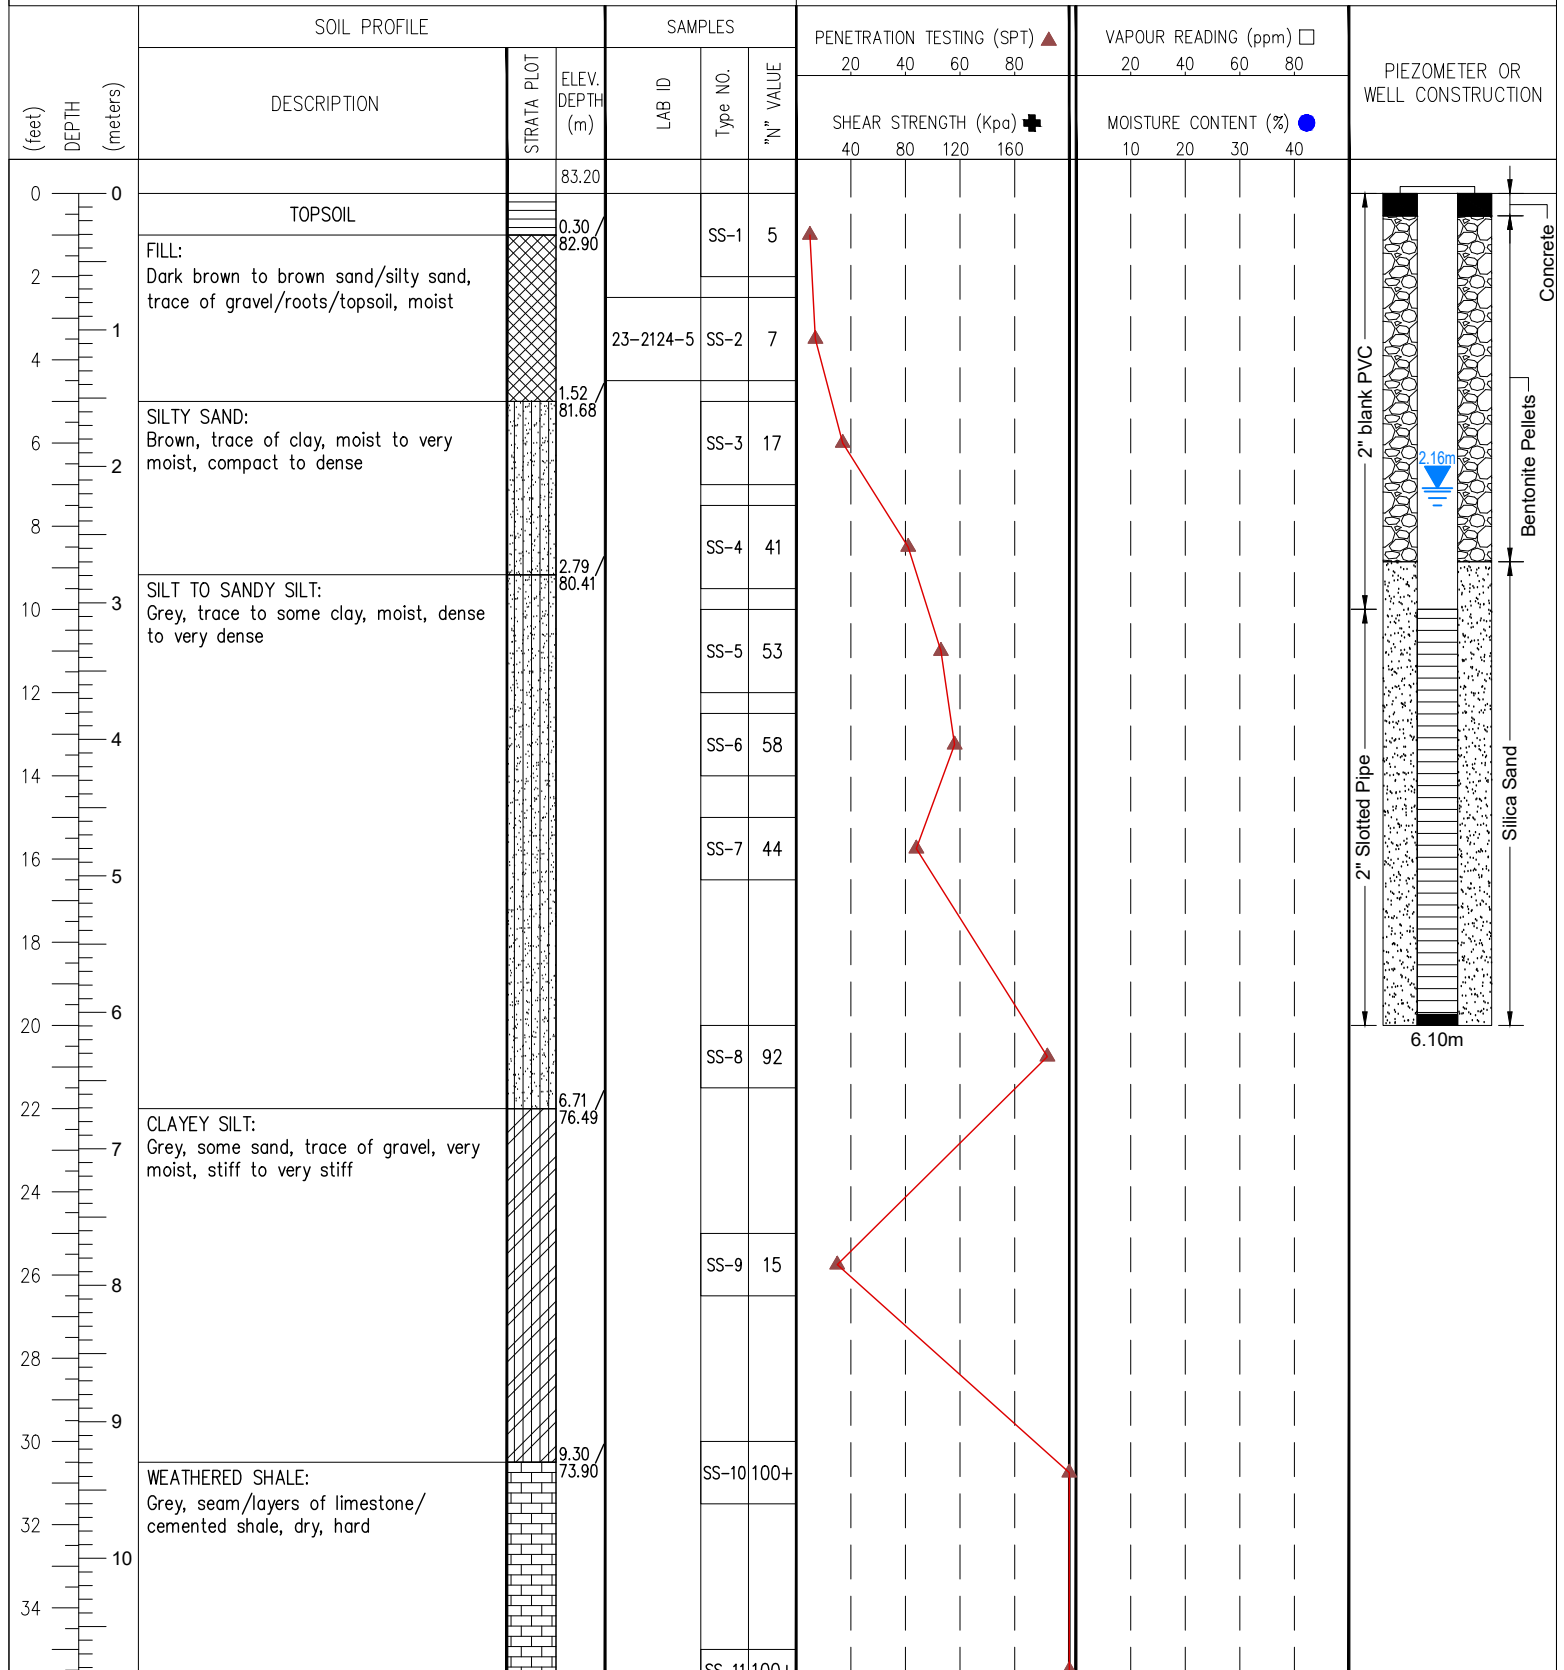 SOIL PROFILE
SAMPLES
PENETRATION TESTING (SPT)
20 40 60 80
SHEAR STRENGTH (Kpa)
40 80 120 160
VAPOUR READING (ppm)
20 40 60 80
MOISTURE CONTENT (%)
10 20 30 40
PIEZOMETER OR
WELL CONSTRUCTION
(feet)
DEPTH
(meters)
DESCRIPTION
STRATA PLOT
ELEV.
DEPTH
(m)
LAB ID
Type NO.
"N" VALUE
83.20
0
2
4
6
8
10
12
14
16
18
20
22
24
26
28
30
32
34
0
1
2
3
4
5
6
7
8
9
10
TOPSOIL
0.30
82.90
FILL:
Dark brown to brown sand/silty sand,
trace of gravel/roots/topsoil, moist
1.52
81.68
SILTY SAND:
Brown, trace of clay, moist to very
moist, compact to dense
2.79
80.41
SILT TO SANDY SILT:
Grey, trace to some clay, moist, dense
to very dense
6.71
76.49
CLAYEY SILT:
Grey, some sand, trace of gravel, very
moist, stiff to very stiff
9.30
73.90
WEATHERED SHALE:
Grey, seam/layers of limestone/
cemented shale, dry, hard
SS-1 5
23-2124-5 SS-2 7
SS-3 17
SS-4 41
SS-5 53
SS-6 58
SS-7 44
SS-8 92
SS-9 15
SS-10 100+
SS-11 100+
2" blank PVC
2" Slotted Pipe
2.16m
6.10m
Concrete
Bentonite Pellets
Silica Sand